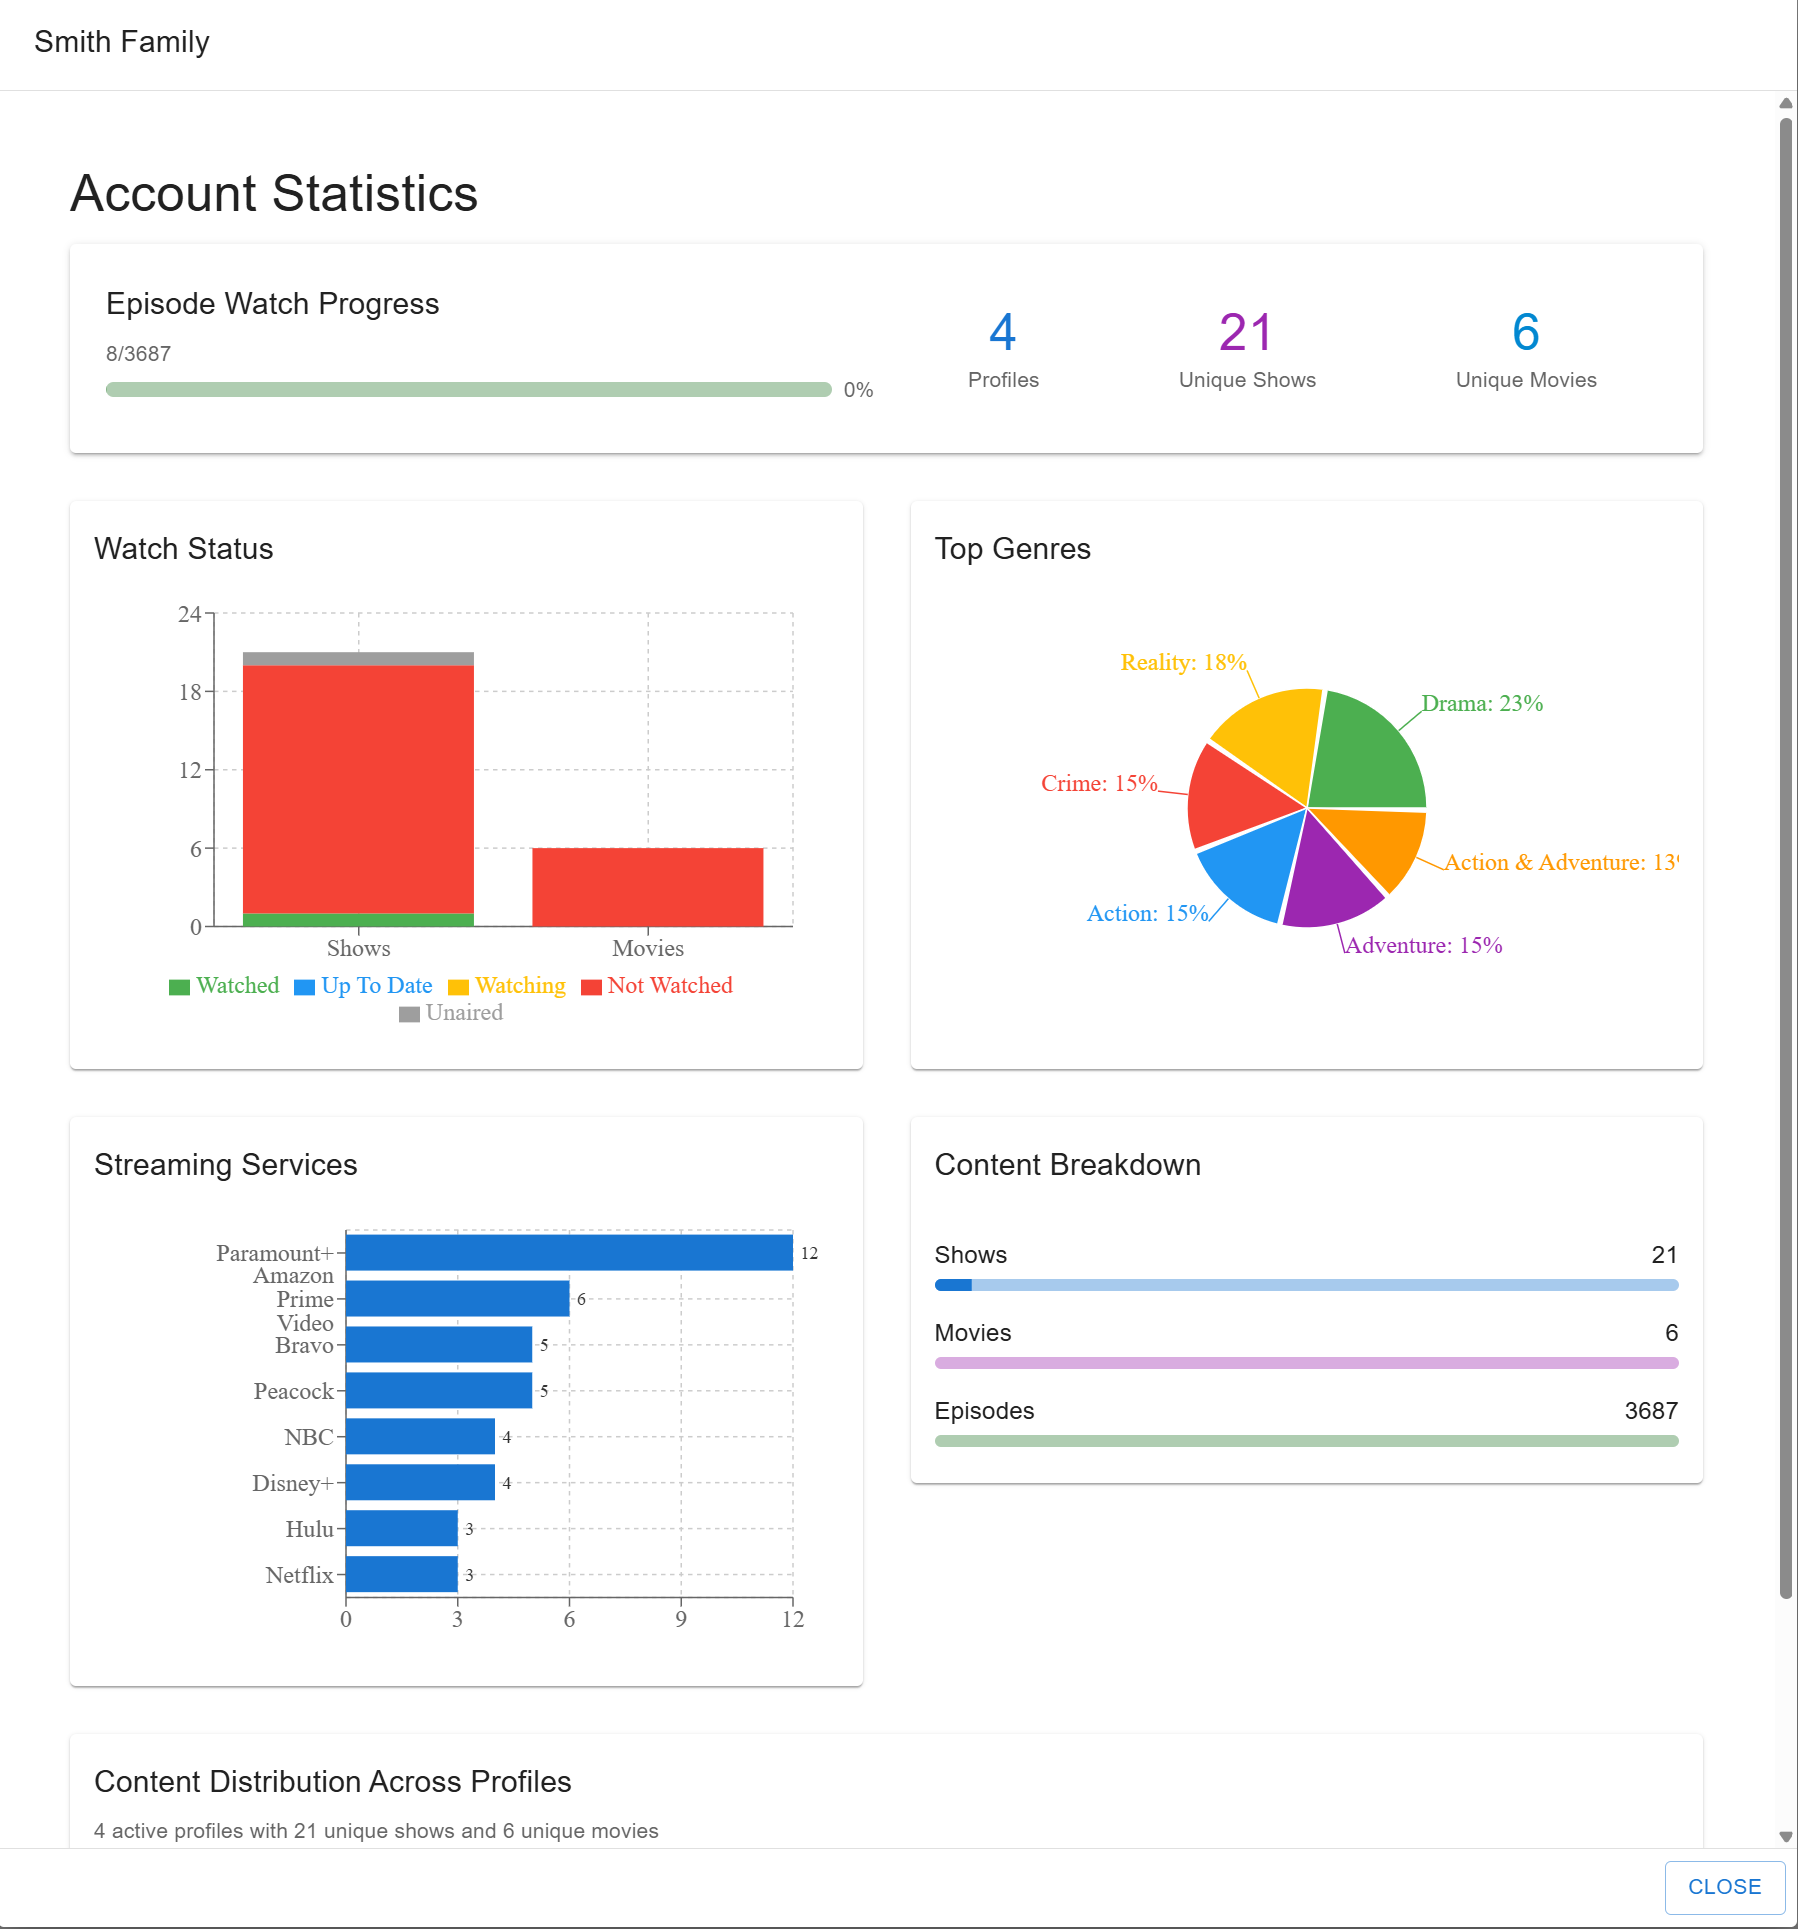 Smith Family
Account Statistics
Episode Watch Progress
8/3687
0%
4
Profiles
21
Unique Shows
6
Unique Movies
Watch Status
24
18
12
6
0
Shows
Movies
Watched
Up To Date
Watching
Not Watched
Unaired
Top Genres
Reality: 18%
Drama: 23%
Crime: 15%
Action & Adventure: 13
Action: 15%
Adventure: 15%
Streaming Services
Paramount+
12
Amazon
Prime
Video
6
Bravo
5
Peacock
5
NBC
4
Disney+
4
Hulu
3
Netflix
3
0
3
6
9
12
Content Breakdown
Shows
21
Movies
6
Episodes
3687
Content Distribution Across Profiles
4 active profiles with 21 unique shows and 6 unique movies
CLOSE